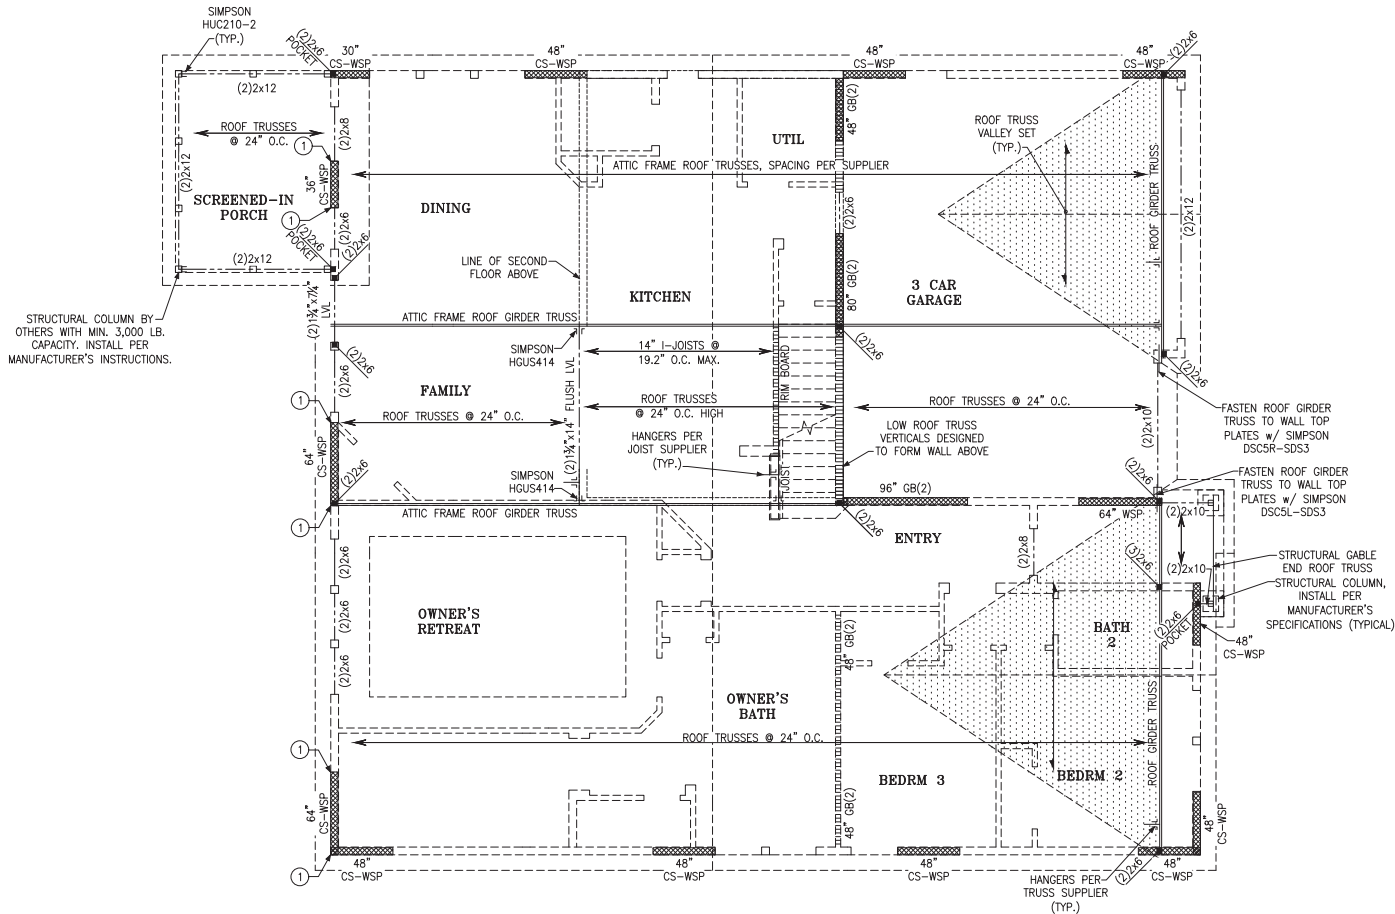 SIMPSON
HUC210-2
(TYP.)
(2)2x6
POCKET
30"
CS-WSP
48"
CS-WSP
48"
CS-WSP
48"
CS-WSP
(2)2x6
(2)2x12
ROOF TRUSSES
@ 24" O.C.
1
(2)2x8
48" GB(2)
UTIL
ROOF TRUSS
VALLEY SET
(TYP.)
ATTIC FRAME ROOF TRUSSES, SPACING PER SUPPLIER
(2)2x12
36"
CS-WSP
SCREENED-IN
PORCH
1
(2)2x6
POCKET
(2)2x6
(2)2x6
DINING
(2)2x6
ROOF GIRDER TRUSS
(2)2x12
(2)2x12
LINE OF SECOND
FLOOR ABOVE
KITCHEN
80" GB(2)
3 CAR
GARAGE
(2)1¾"x7¼"
LVL
STRUCTURAL COLUMN BY
OTHERS WITH MIN. 3,000 LB.
CAPACITY. INSTALL PER
MANUFACTURER'S INSTRUCTIONS.
ATTIC FRAME ROOF GIRDER TRUSS
SIMPSON
HGUS414
14" I-JOISTS @
19.2" O.C. MAX.
RIM BOARD
(2)2x6
(2)2x6
(2)2x6
(2)2x6
FAMILY
1
ROOF TRUSSES @ 24" O.C.
(2)1¾"x14" FLUSH LVL
ROOF TRUSSES
@ 24" O.C. HIGH
ROOF TRUSSES @ 24" O.C.
(2)2x10
FASTEN ROOF GIRDER
TRUSS TO WALL TOP
PLATES w/ SIMPSON
DSC5R-SDS3
64"
CS-WSP
HANGERS PER
JOIST SUPPLIER
(TYP.)
LOW ROOF TRUSS
VERTICALS DESIGNED
TO FORM WALL ABOVE
(2)2x6
SIMPSON
HGUS414
JOIST
96" GB(2)
(2)2x6
FASTEN ROOF GIRDER
TRUSS TO WALL TOP
PLATES w/ SIMPSON
DSC5L-SDS3
1
ATTIC FRAME ROOF GIRDER TRUSS
(2)2x6
ENTRY
64" WSP
(2)2x10
(2)2x6
(2)2x8
(3)2x6
(2)2x10
STRUCTURAL GABLE
END ROOF TRUSS
STRUCTURAL COLUMN,
INSTALL PER
MANUFACTURER'S
SPECIFICATIONS (TYPICAL)
(2)2x6
OWNER'S
RETREAT
48" GB(2)
BATH
2
(2)2x6
POCKET
48"
CS-WSP
(2)2x6
OWNER'S
BATH
ROOF GIRDER TRUSS
ROOF TRUSSES @ 24" O.C.
1
BEDRM 3
BEDRM 2
64"
CS-WSP
48" GB(2)
48"
CS-WSP
1
48"
CS-WSP
48"
CS-WSP
48"
CS-WSP
HANGERS PER
TRUSS SUPPLIER
(TYP.)
(2)2x6
48"
CS-WSP